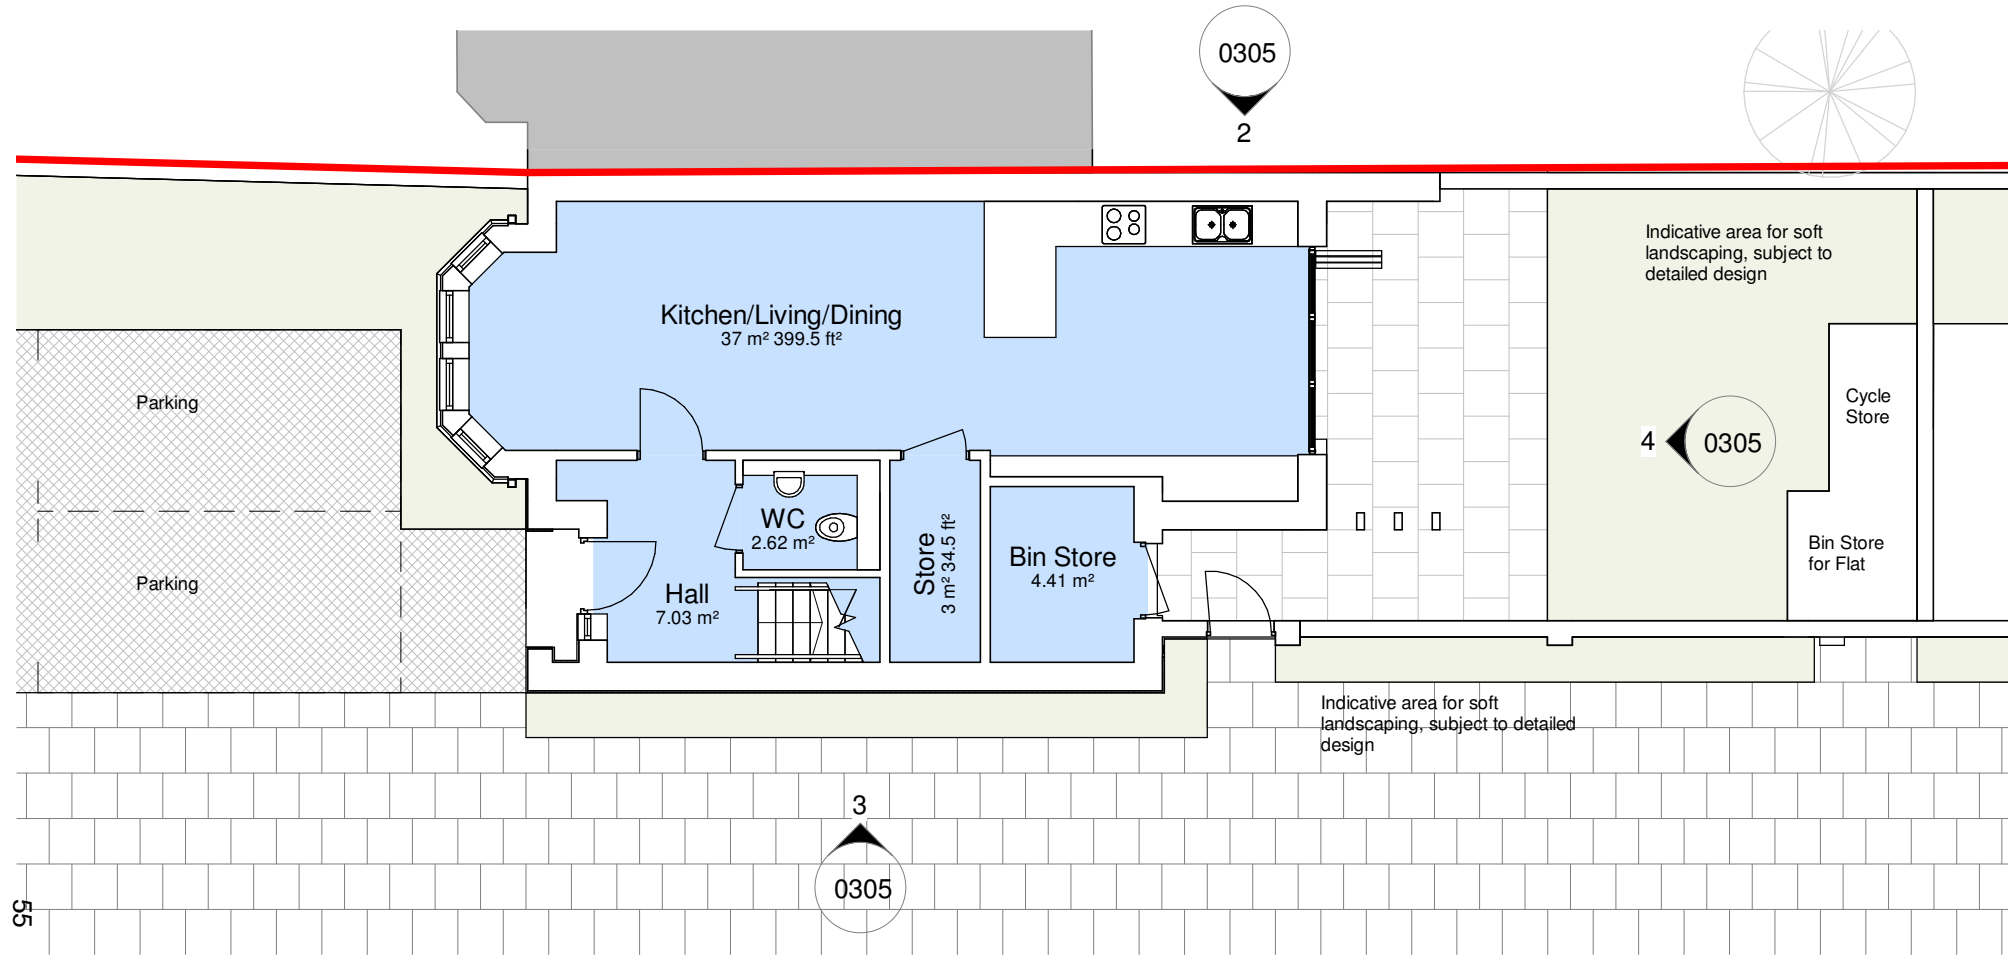 0305
2
Indicative area for soft
landscaping, subject to
detailed design
Kitchen/Living/Dining
37 m² 399.5 ft²
Parking
Cycle
Store
4
0305
WC
2.62 m²
Store
3 m² 34.5 ft²
Bin Store
4.41 m²
Bin Store
for Flat
Parking
Hall
7.03 m²
Indicative area for soft
landscaping, subject to detailed
design
3
0305
55